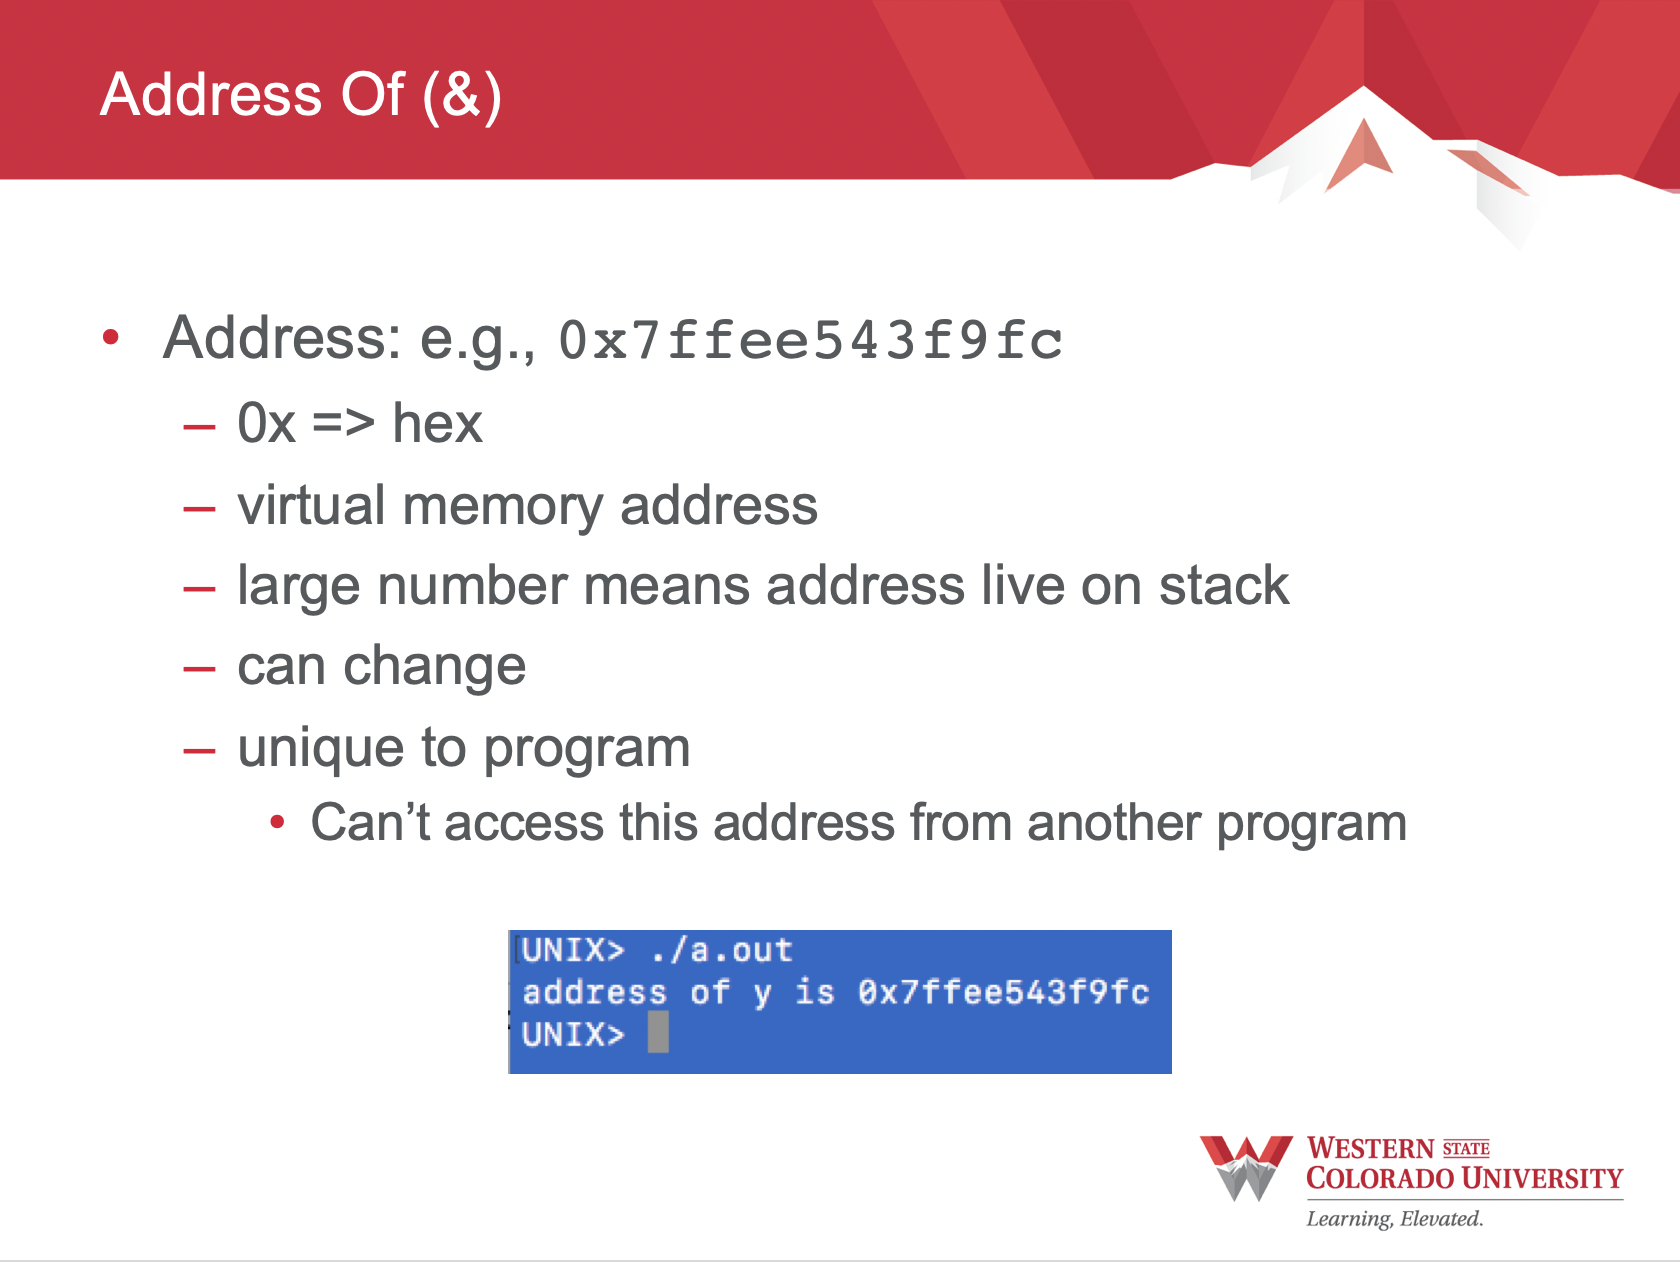 Address Of (&)
• Address: e.g., 0x7ffee543f9fc
– 0x => hex
– virtual memory address
– large number means address live on stack
– can change
– unique to program
• Can’t access this address from another program
[UNIX> ./a.out
address of y is 0x7ffee543f9fc
UNIX>
WESTERN STATE
COLORADO UNIVERSITY
Learning, Elevated.